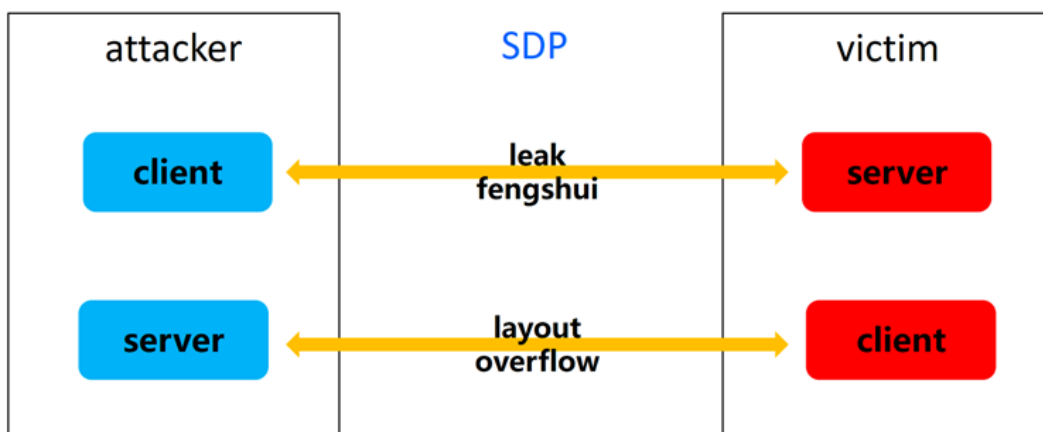 attacker
SDP
victim
client
leak
fengshui
server
server
layout
overflow
client